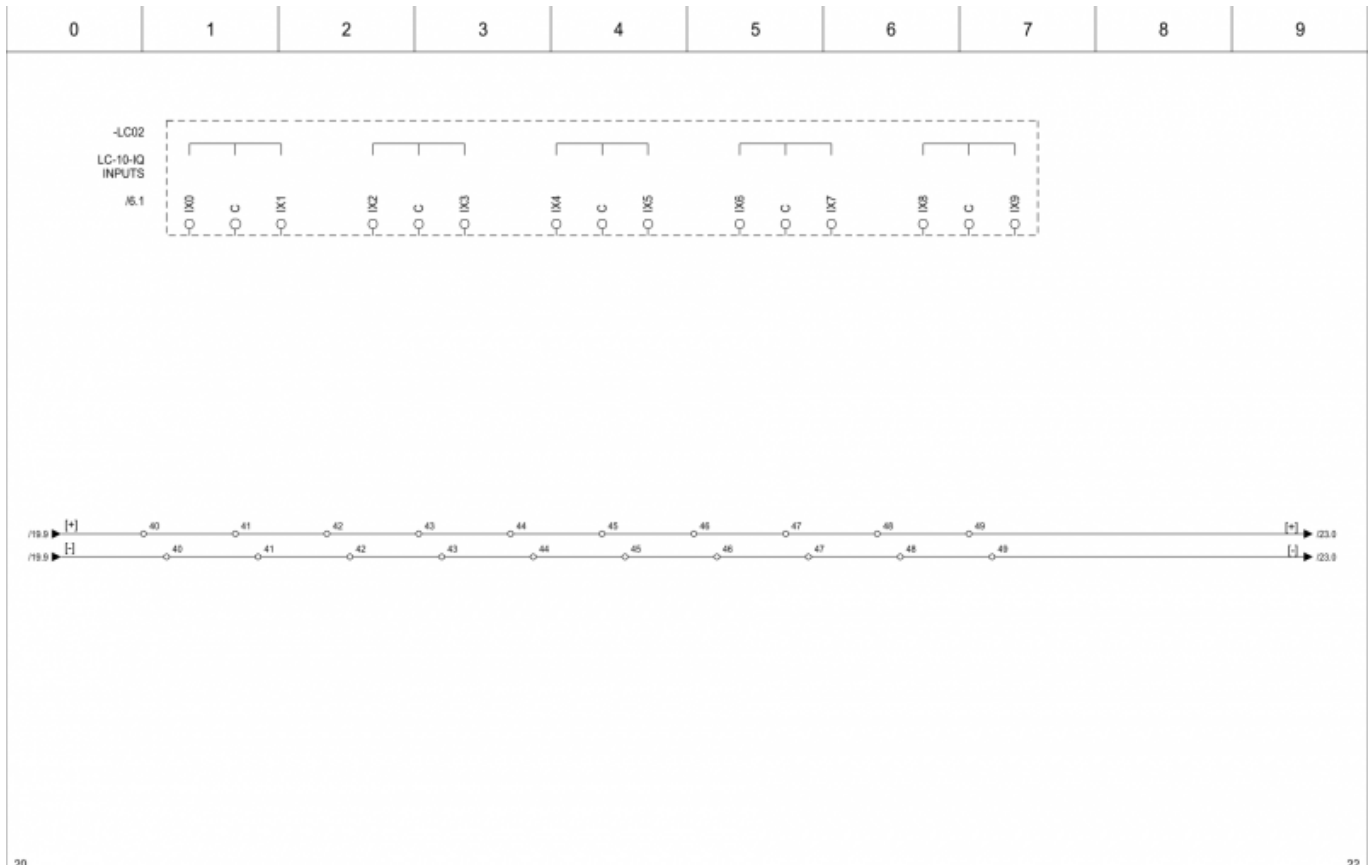 0 1 2 3 4 5 6 7 8 9
-LC02
LC-10-IQ
INPUTS
/6.1
IX0 C IX1 IX2 C IX3 IX4 C IX5 IX6 C IX7 IX8 C IX9
40 41 42 43 44 45 46 47 48 49
/19.9 [+] [+] /23.0
40 41 42 43 44 45 46 47 48 49
/19.9 [-] [-] /23.0
20 22